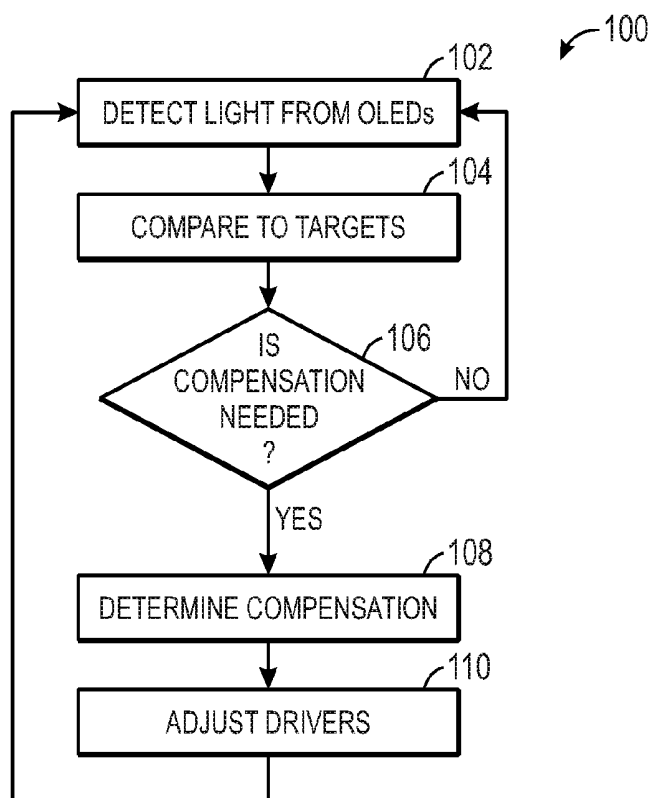 100
102
DETECT LIGHT FROM OLEDs
104
COMPARE TO TARGETS
106
IS
COMPENSATION
NEEDED
?
NO
YES
108
DETERMINE COMPENSATION
110
ADJUST DRIVERS